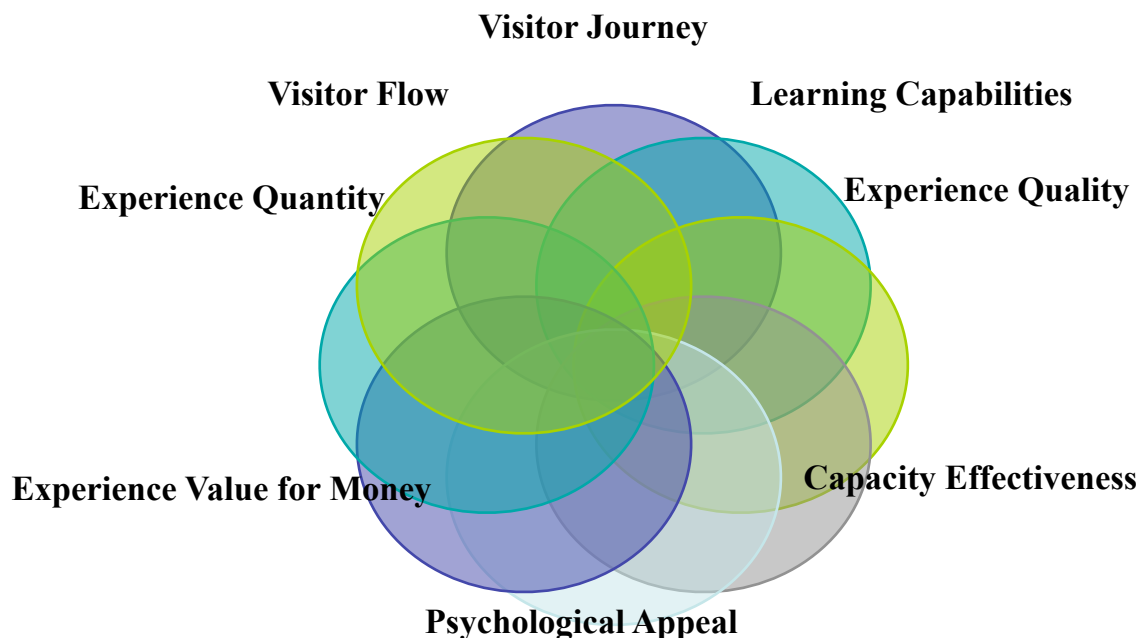 Visitor Journey
Visitor Flow
Learning Capabilities
Experience Quantity
Experience Quality
Experience Value for Money
Capacity Effectiveness
Psychological Appeal